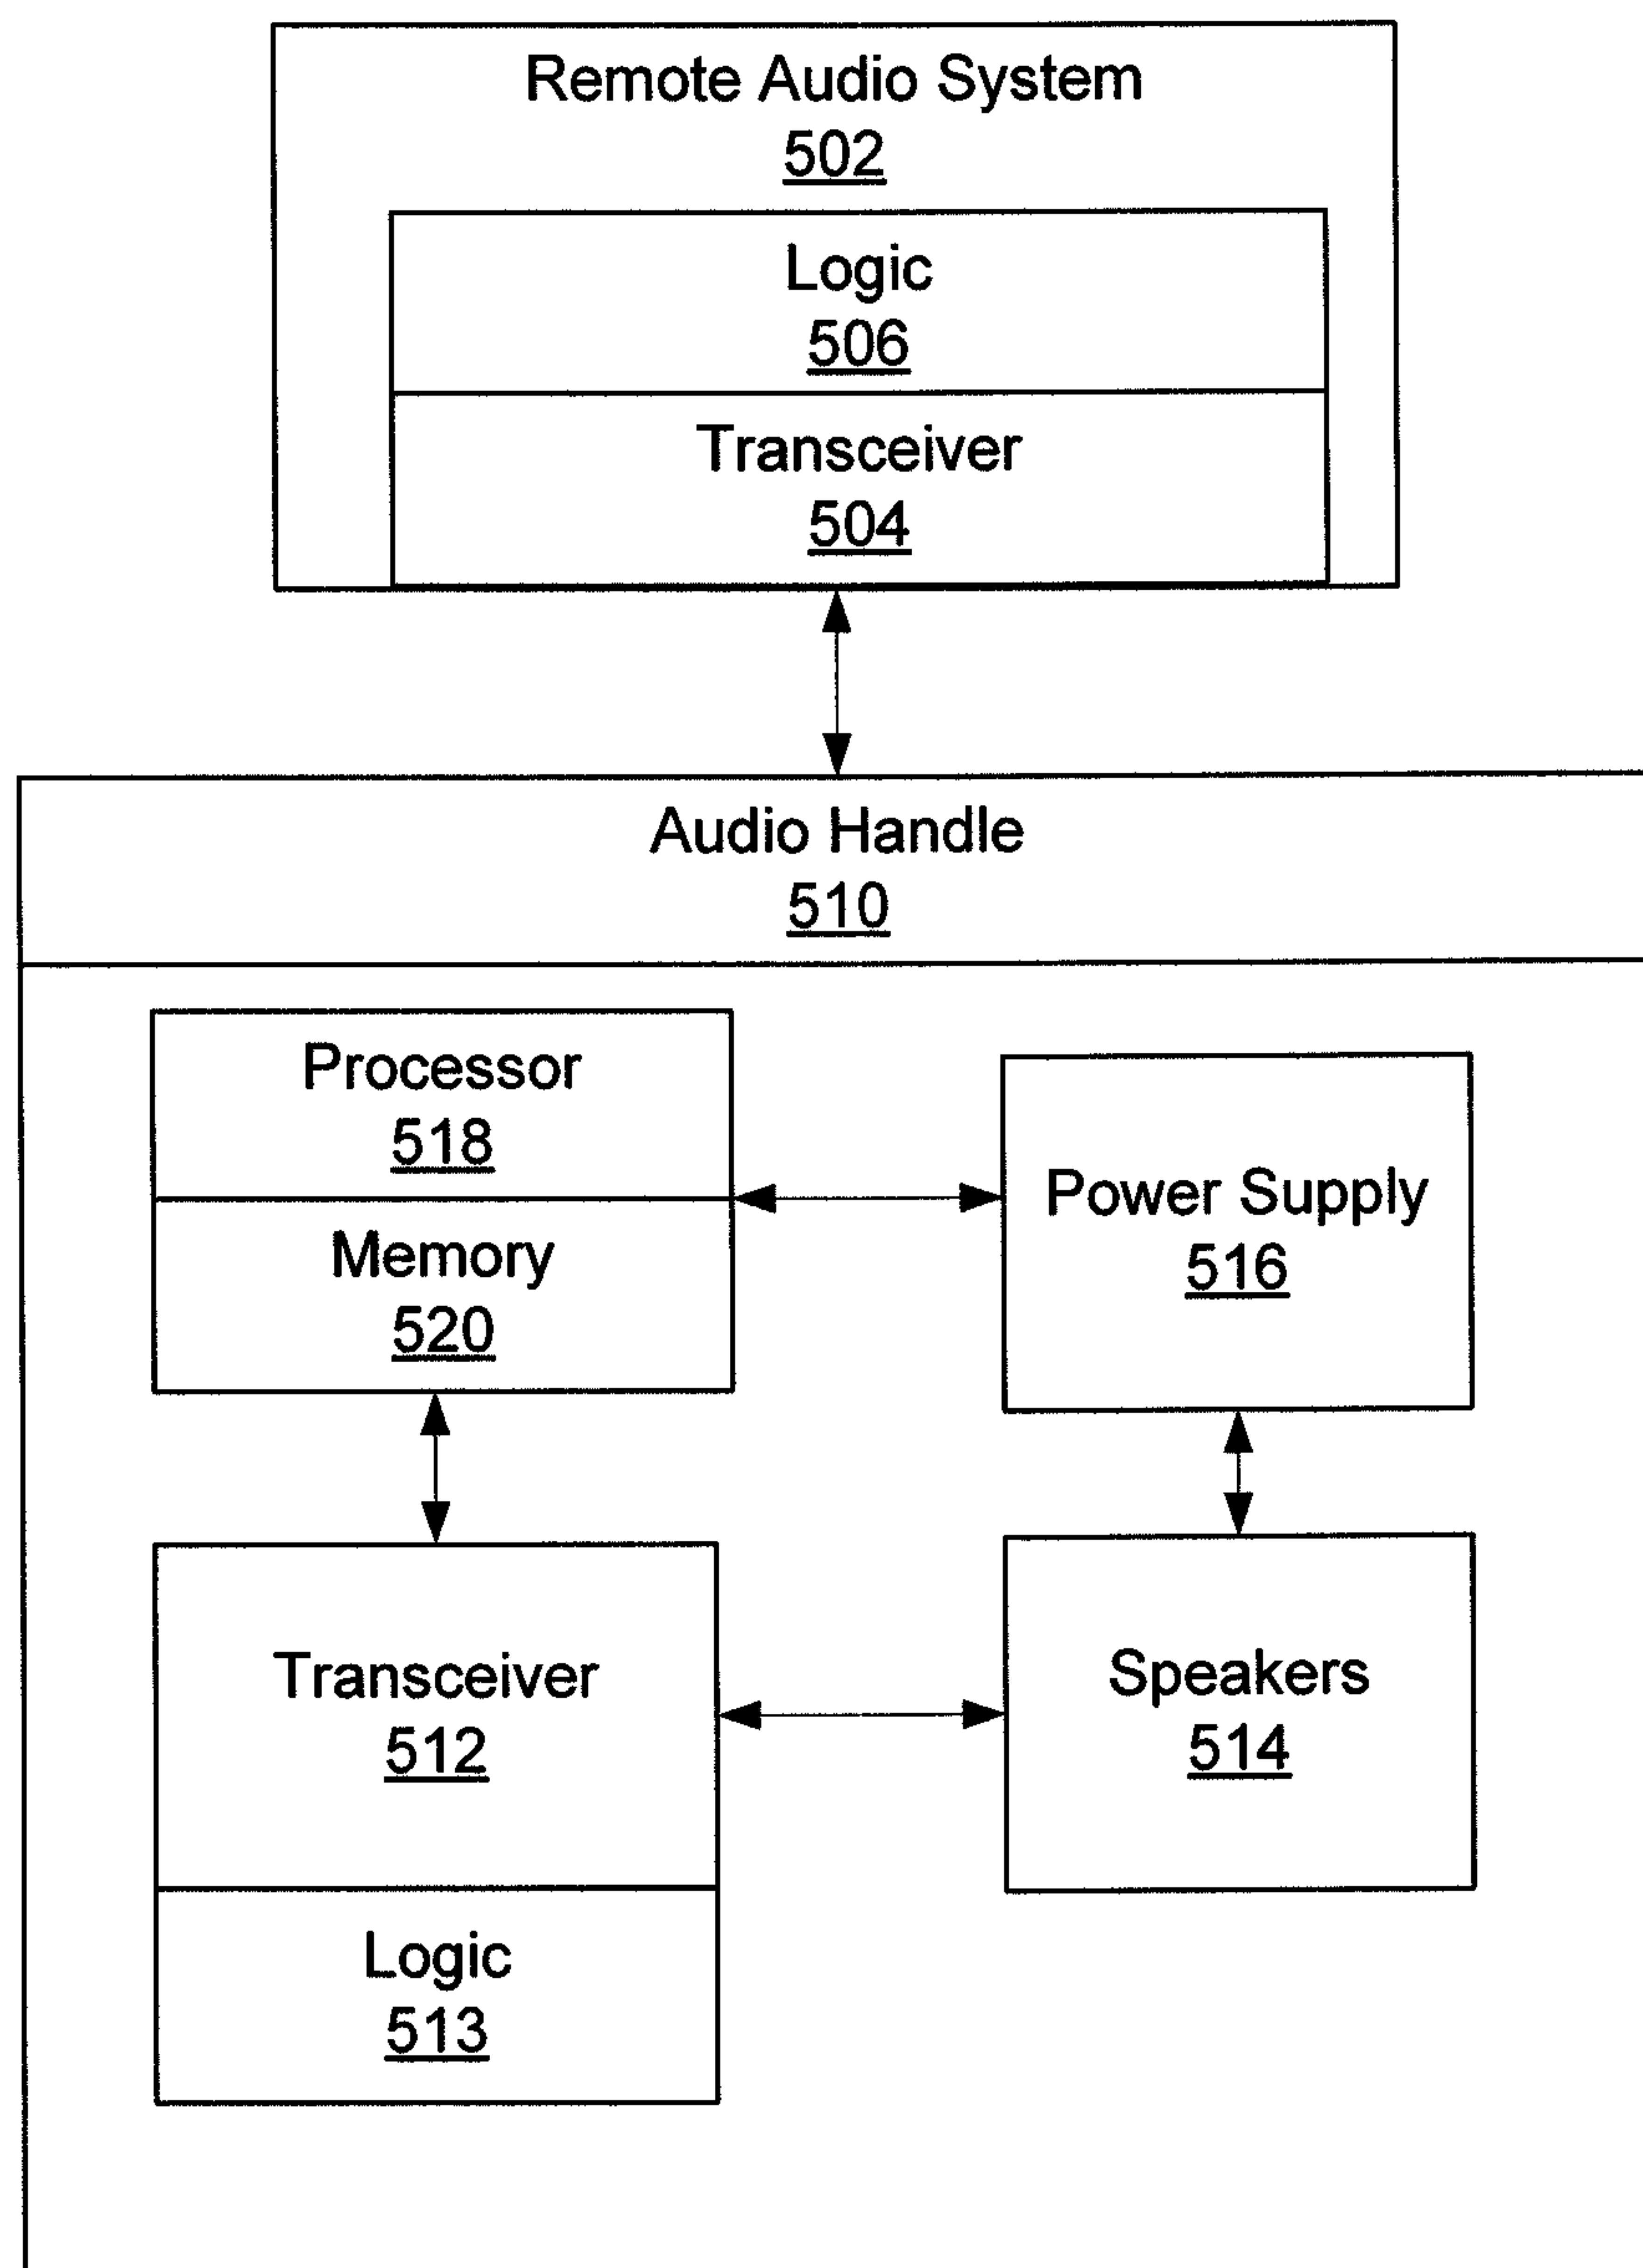 Remote Audio System
502
Logic
506
Transceiver
504
Audio Handle
510
Processor
518
Memory
520
Power Supply
516
Transceiver
512
Logic
513
Speakers
514